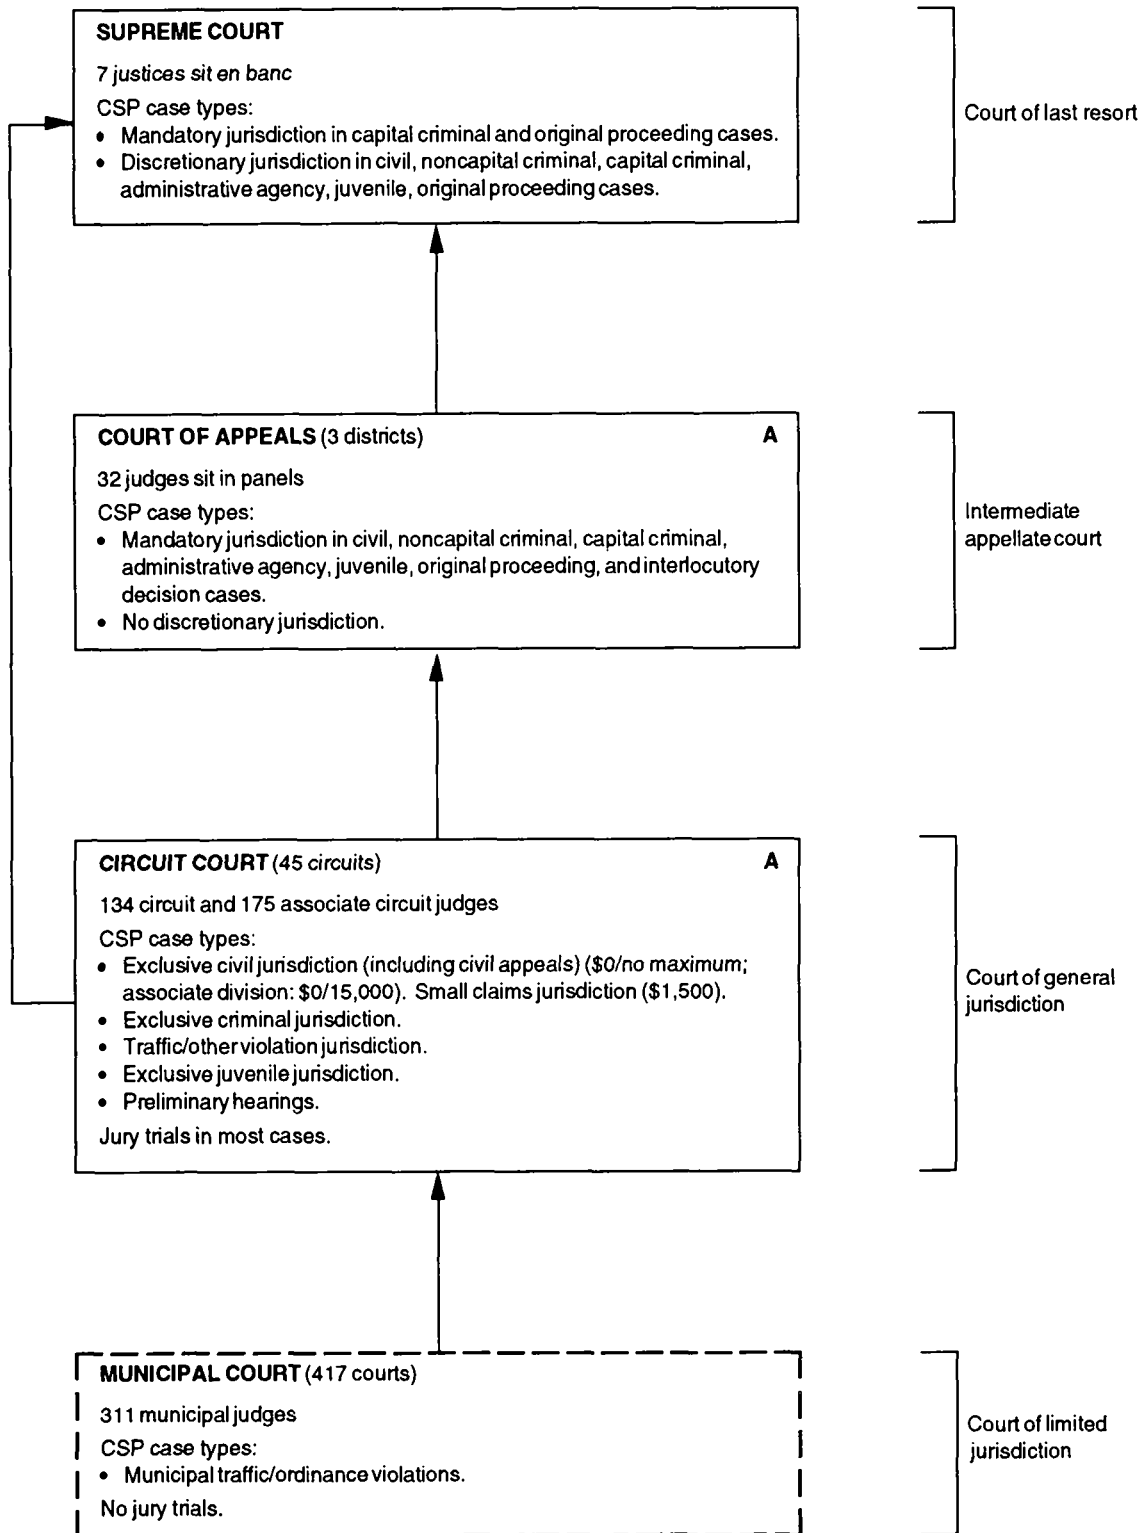 SUPREME COURT
7 justices sit en banc
CSP case types:
• Mandatory jurisdiction in capital criminal and original proceeding cases.
• Discretionary jurisdiction in civil, noncapital criminal, capital criminal,
administrative agency, juvenile, original proceeding cases.
Court of last resort
COURT OF APPEALS (3 districts) A
32 judges sit in panels
CSP case types:
• Mandatory jurisdiction in civil, noncapital criminal, capital criminal,
administrative agency, juvenile, original proceeding, and interlocutory
decision cases.
• No discretionary jurisdiction.
Intermediate
appellate court
CIRCUIT COURT (45 circuits) A
134 circuit and 175 associate circuit judges
CSP case types:
• Exclusive civil jurisdiction (including civil appeals) ($0/no maximum;
associate division: $0/15,000). Small claims jurisdiction ($1,500).
• Exclusive criminal jurisdiction.
• Traffic/other violation jurisdiction.
• Exclusive juvenile jurisdiction.
• Preliminary hearings.
Jury trials in most cases.
Court of general
jurisdiction
MUNICIPAL COURT (417 courts)
311 municipal judges
CSP case types:
• Municipal traffic/ordinance violations.
No jury trials.
Court of limited
jurisdiction